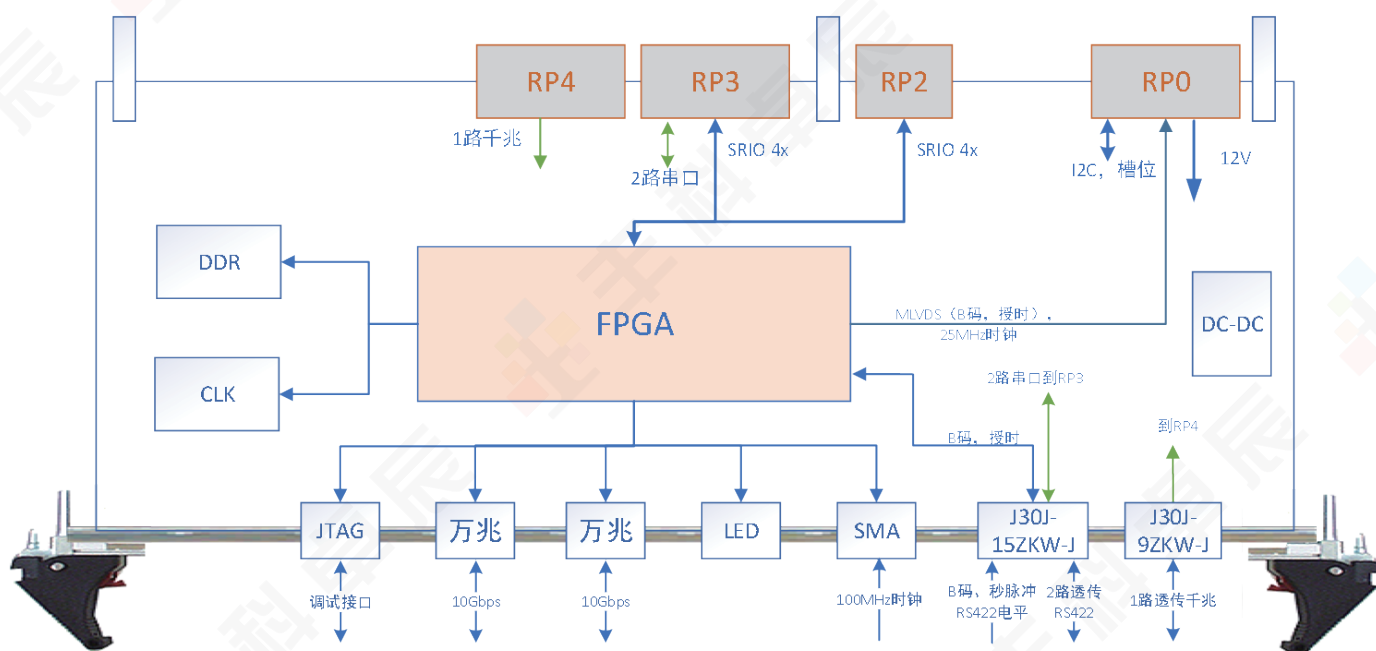 RP4
RP3
RP2
RP0
1路千兆
SRIO 4x
SRIO 4x
12V
2路串口
I2C，槽位
DDR
FPGA
MLVDS（B码，授时），
25MHz时钟
DC-DC
CLK
2路串口到RP3
B码，授时
到RP4
JTAG
万兆
万兆
LED
SMA
J30J-
15ZKW-J
J30J-
9ZKW-J
调试接口
10Gbps
10Gbps
100MHz时钟
B码、秒脉冲
RS422电平
2路透传
RS422
1路透传千兆